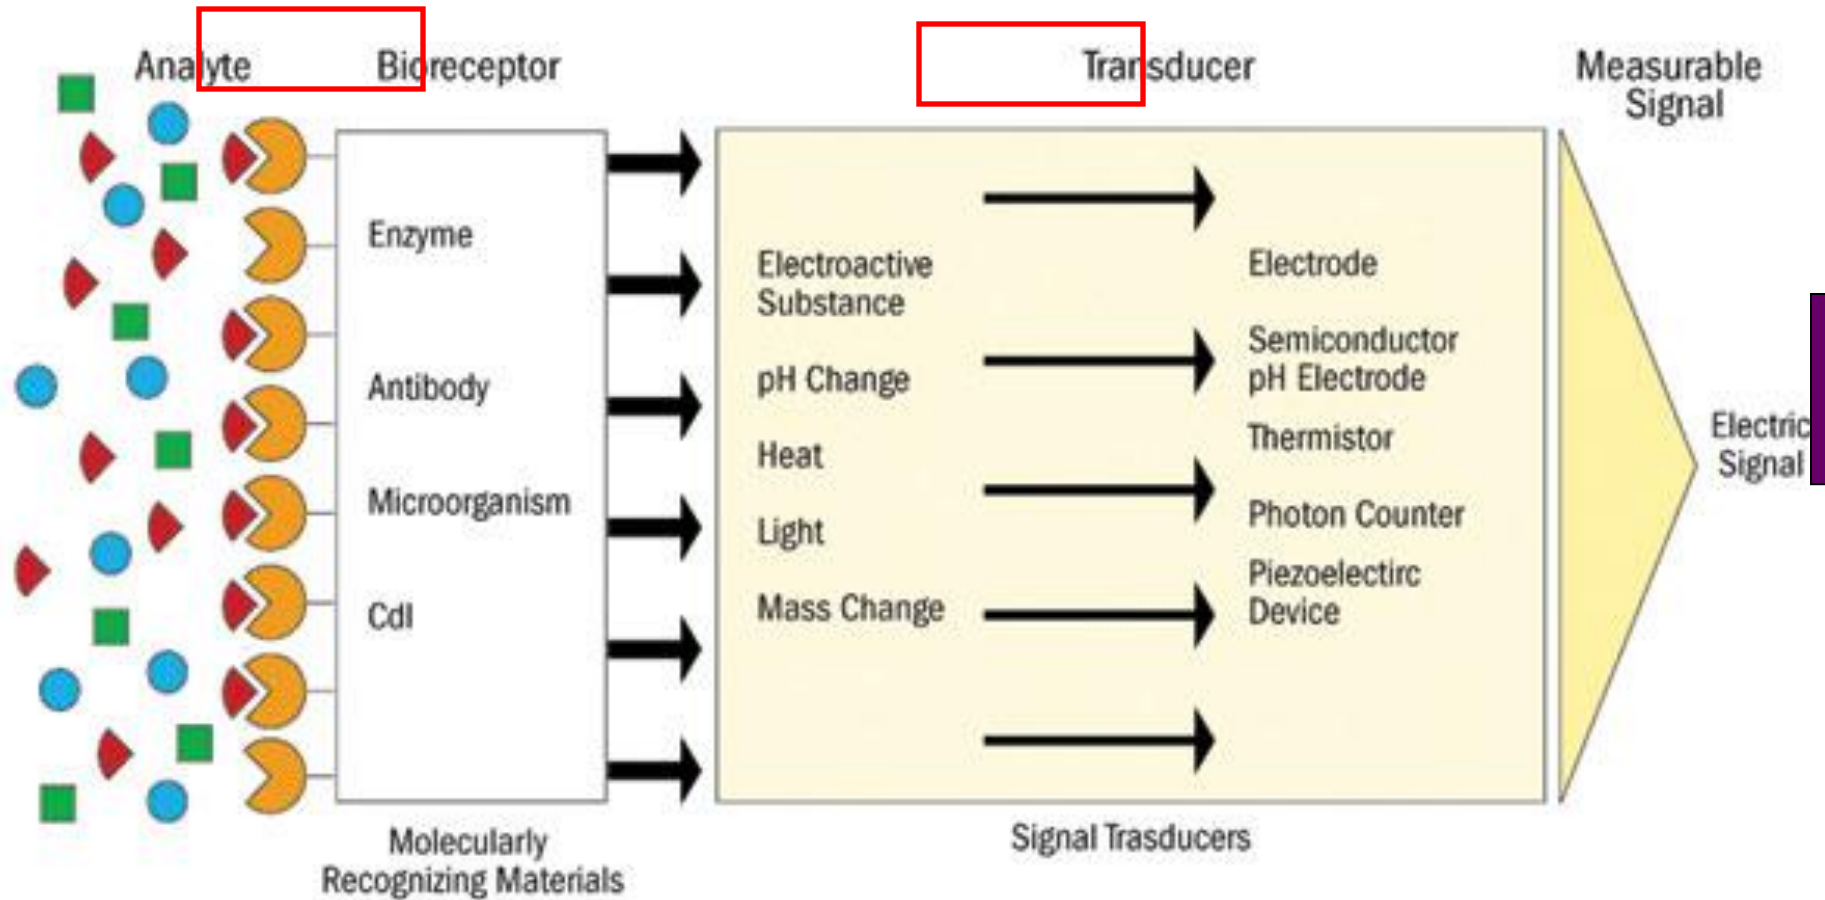 Analyte
Bioreceptor
Transducer
Measurable
Signal
Enzyme
Antibody
Microorganism
Cdl
Electroactive
Substance
pH Change
Heat
Light
Mass Change
Electrode
Semiconductor
pH Electrode
Thermistor
Photon Counter
Piezoelectirc
Device
Electric
Signal
Molecularly
Recognizing Materials
Signal Trasducers